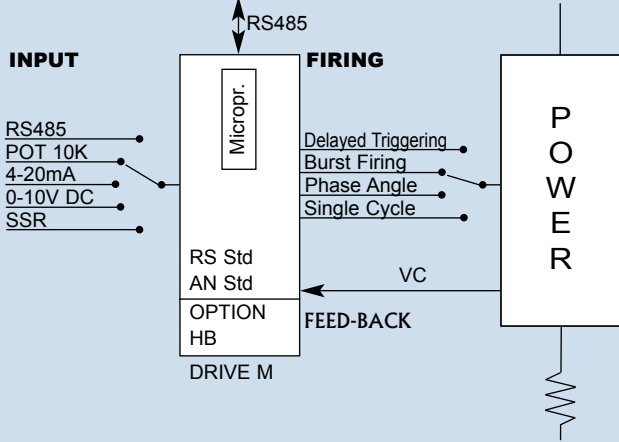 RS485
INPUT
FIRING
Micropr.
RS485
POT 10K
4-20mA
0-10V DC
SSR
Delayed Triggering
Burst Firing
Phase Angle
Single Cycle
POWER
RS Std
AN Std
VC
OPTION
HB
FEED-BACK
DRIVE M